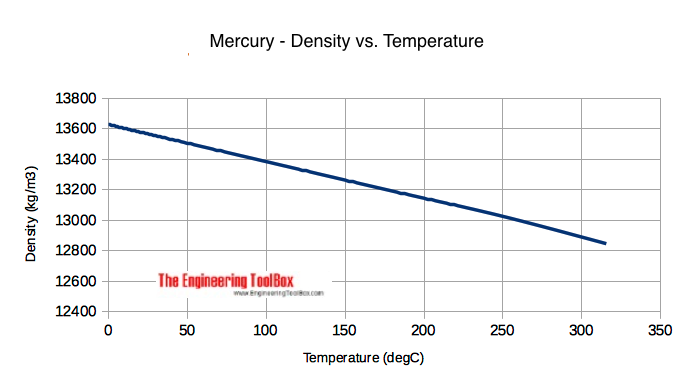 Mercury - Density vs. Temperature
13800
13600
13400
13200
13000
12800
12600
12400
Density (kg/m3)
The Engineering ToolBox
www.EngineeringToolBox.com
0 50 100 150 200 250 300 350
Temperature (degC)